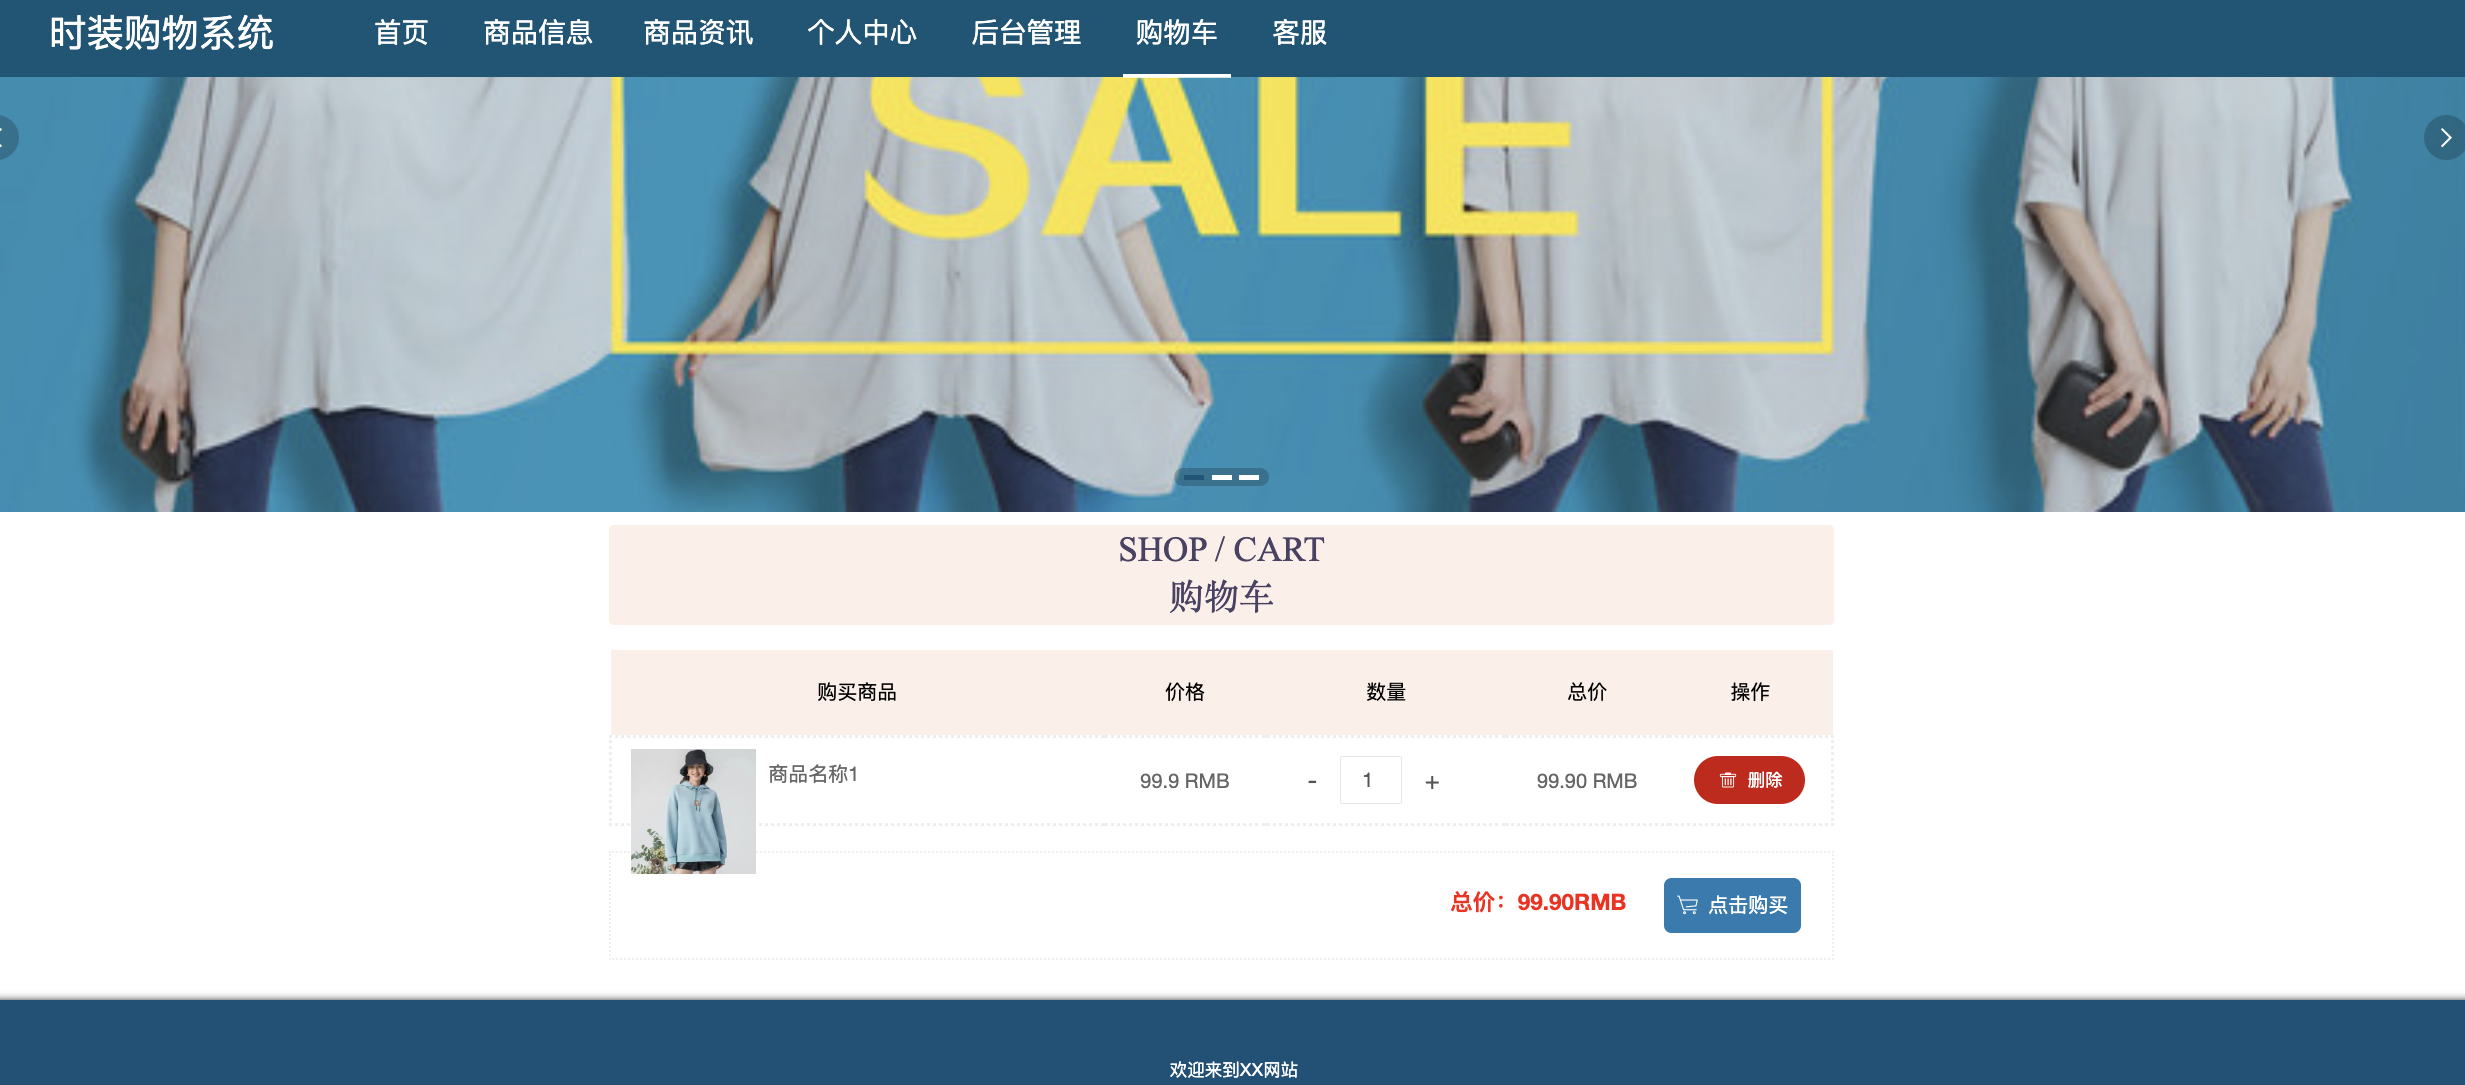 时装购物系统 首页 商品信息 商品资讯 个人中心 后台管理 购物车 客服
SALE
SHOP / CART
购物车
购买商品 价格 数量 总价 操作
商品名称1 99.9 RMB - 1 + 99.90 RMB 删除
总价：99.90RMB 点击购买
欢迎来到XX网站